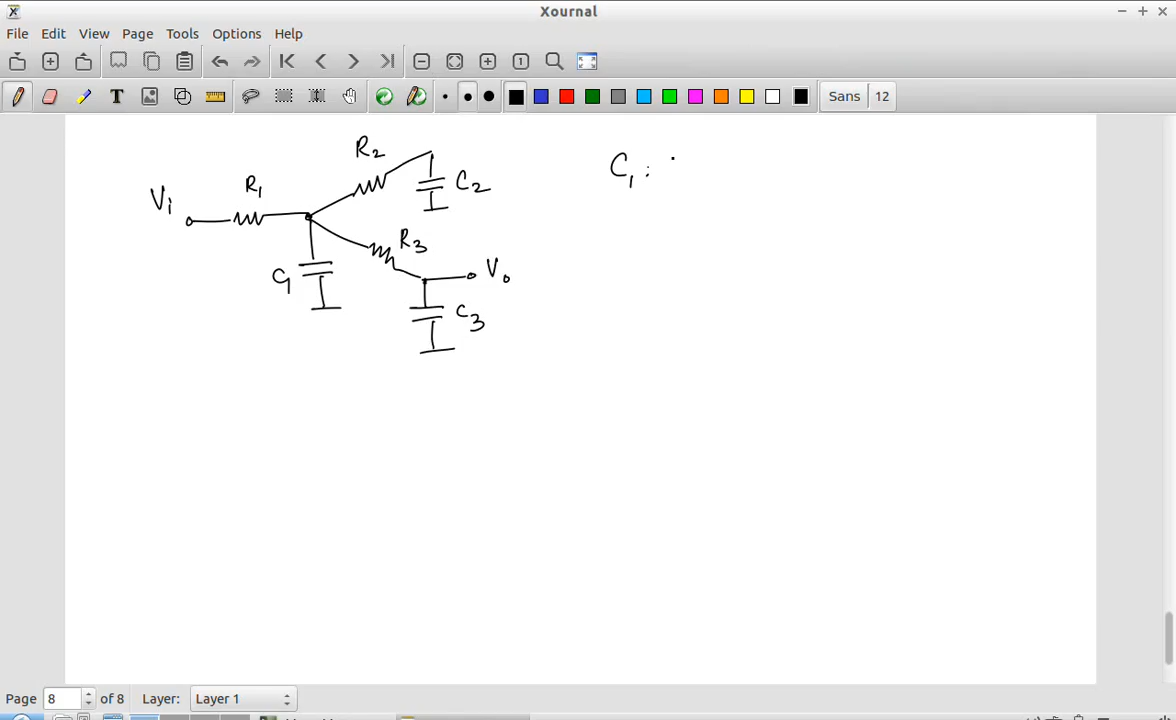 Xournal
File Edit View Page Tools Options Help
Sans 12
R2
C1:
Vi
R1
C2
R3
Vo
C1
C3
Page 8 of 8 Layer: Layer 1